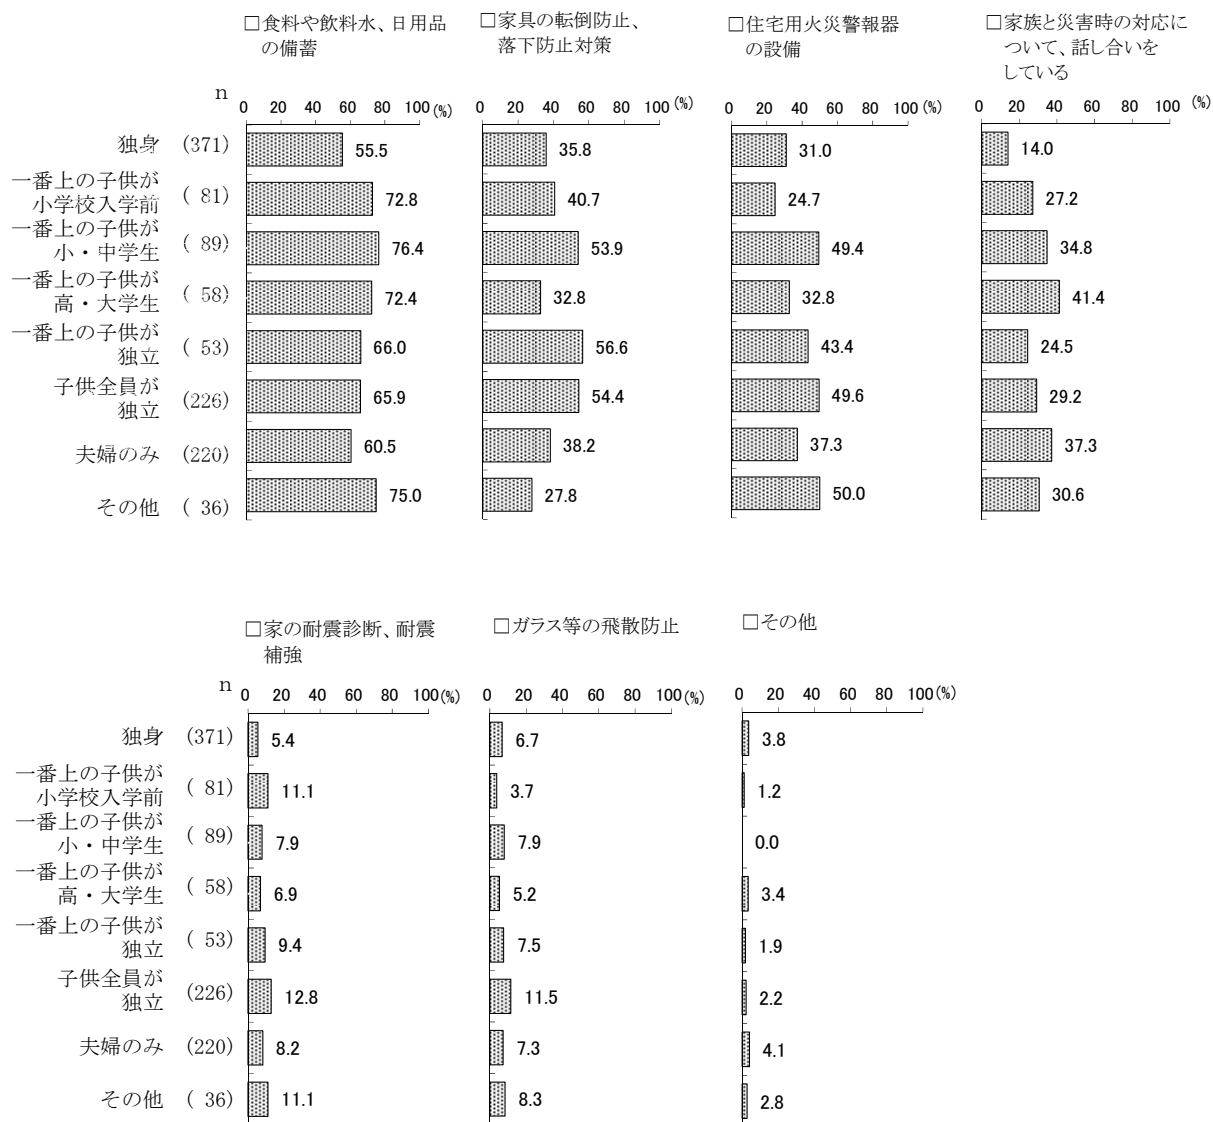 □食料や飲料水、日用品
の備蓄
□家具の転倒防止、
落下防止対策
□住宅用火災警報器
の設備
□家族と災害時の対応に
ついて、話し合いを
している
n
0 20 40 60 80 100 (%)
0 20 40 60 80 100 (%)
0 20 40 60 80 100 (%)
0 20 40 60 80 100 (%)
独身 (371) 55.5 35.8 31.0 14.0
一番上の子供が
小学校入学前 ( 81) 72.8 40.7 24.7 27.2
一番上の子供が
小・中学生 ( 89) 76.4 53.9 49.4 34.8
一番上の子供が
高・大学生 ( 58) 72.4 32.8 32.8 41.4
一番上の子供が
独立 ( 53) 66.0 56.6 43.4 24.5
子供全員が
独立 (226) 65.9 54.4 49.6 29.2
夫婦のみ (220) 60.5 38.2 37.3 37.3
その他 ( 36) 75.0 27.8 50.0 30.6
□家の耐震診断、耐震
補強
□ガラス等の飛散防止
□その他
n
0 20 40 60 80 100 (%)
0 20 40 60 80 100 (%)
0 20 40 60 80 100 (%)
独身 (371) 5.4 6.7 3.8
一番上の子供が
小学校入学前 ( 81) 11.1 3.7 1.2
一番上の子供が
小・中学生 ( 89) 7.9 7.9 0.0
一番上の子供が
高・大学生 ( 58) 6.9 5.2 3.4
一番上の子供が
独立 ( 53) 9.4 7.5 1.9
子供全員が
独立 (226) 12.8 11.5 2.2
夫婦のみ (220) 8.2 7.3 4.1
その他 ( 36) 11.1 8.3 2.8